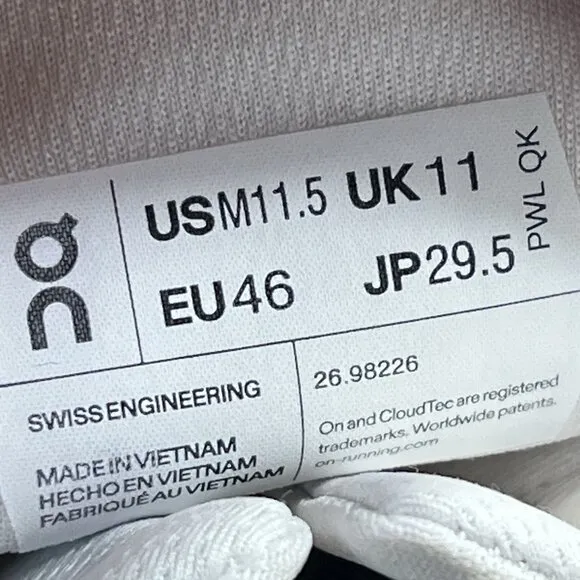 On
USM11.5 UK11
EU46 JP29.5
PWL QK
SWISS ENGINEERING
MADE IN VIETNAM
HECHO EN VIETNAM
FABRIQUÉ AU VIETNAM
26.98226
On and CloudTec are registered
trademarks. Worldwide patents.
on-running.com